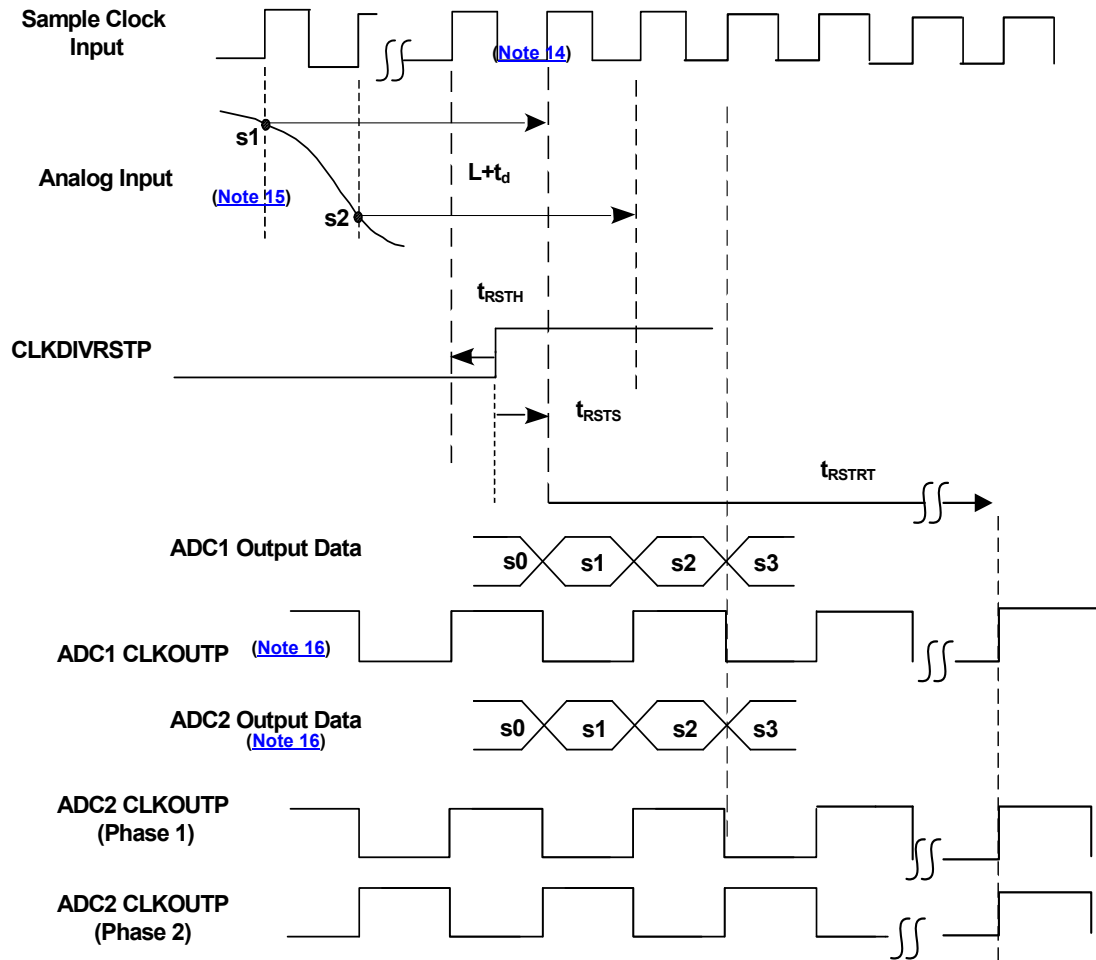 Sample Clock
Input
(Note 14)
s1
Analog Input
(Note 15)
s2
L+td
tRSTH
CLKDIVRSTP
tRSTS
tRSTRT
ADC1 Output Data
s0 s1 s2 s3
ADC1 CLKOUTP (Note 16)
ADC2 Output Data
(Note 16)
s0 s1 s2 s3
ADC2 CLKOUTP
(Phase 1)
ADC2 CLKOUTP
(Phase 2)